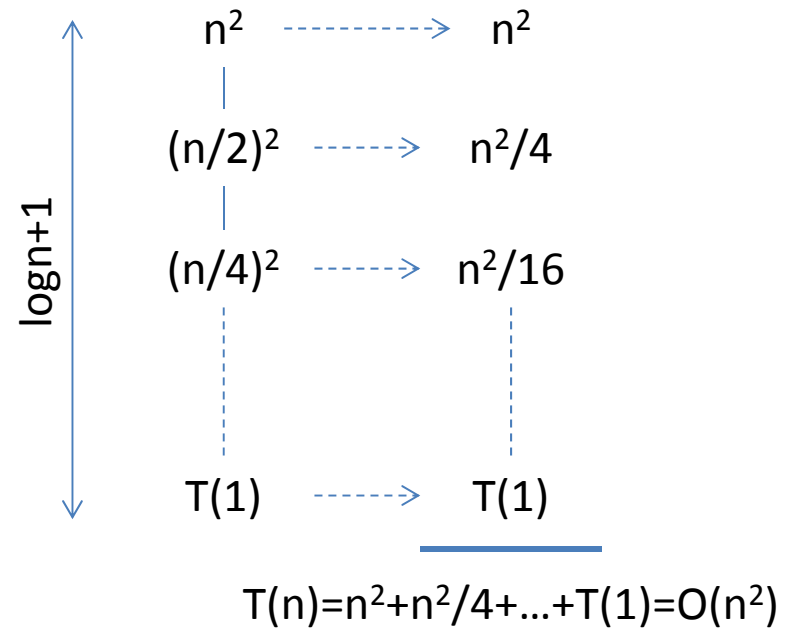 n² n²
(n/2)² n²/4
(n/4)² n²/16
logn+1
T(1) T(1)
T(n)=n²+n²/4+...+T(1)=O(n²)